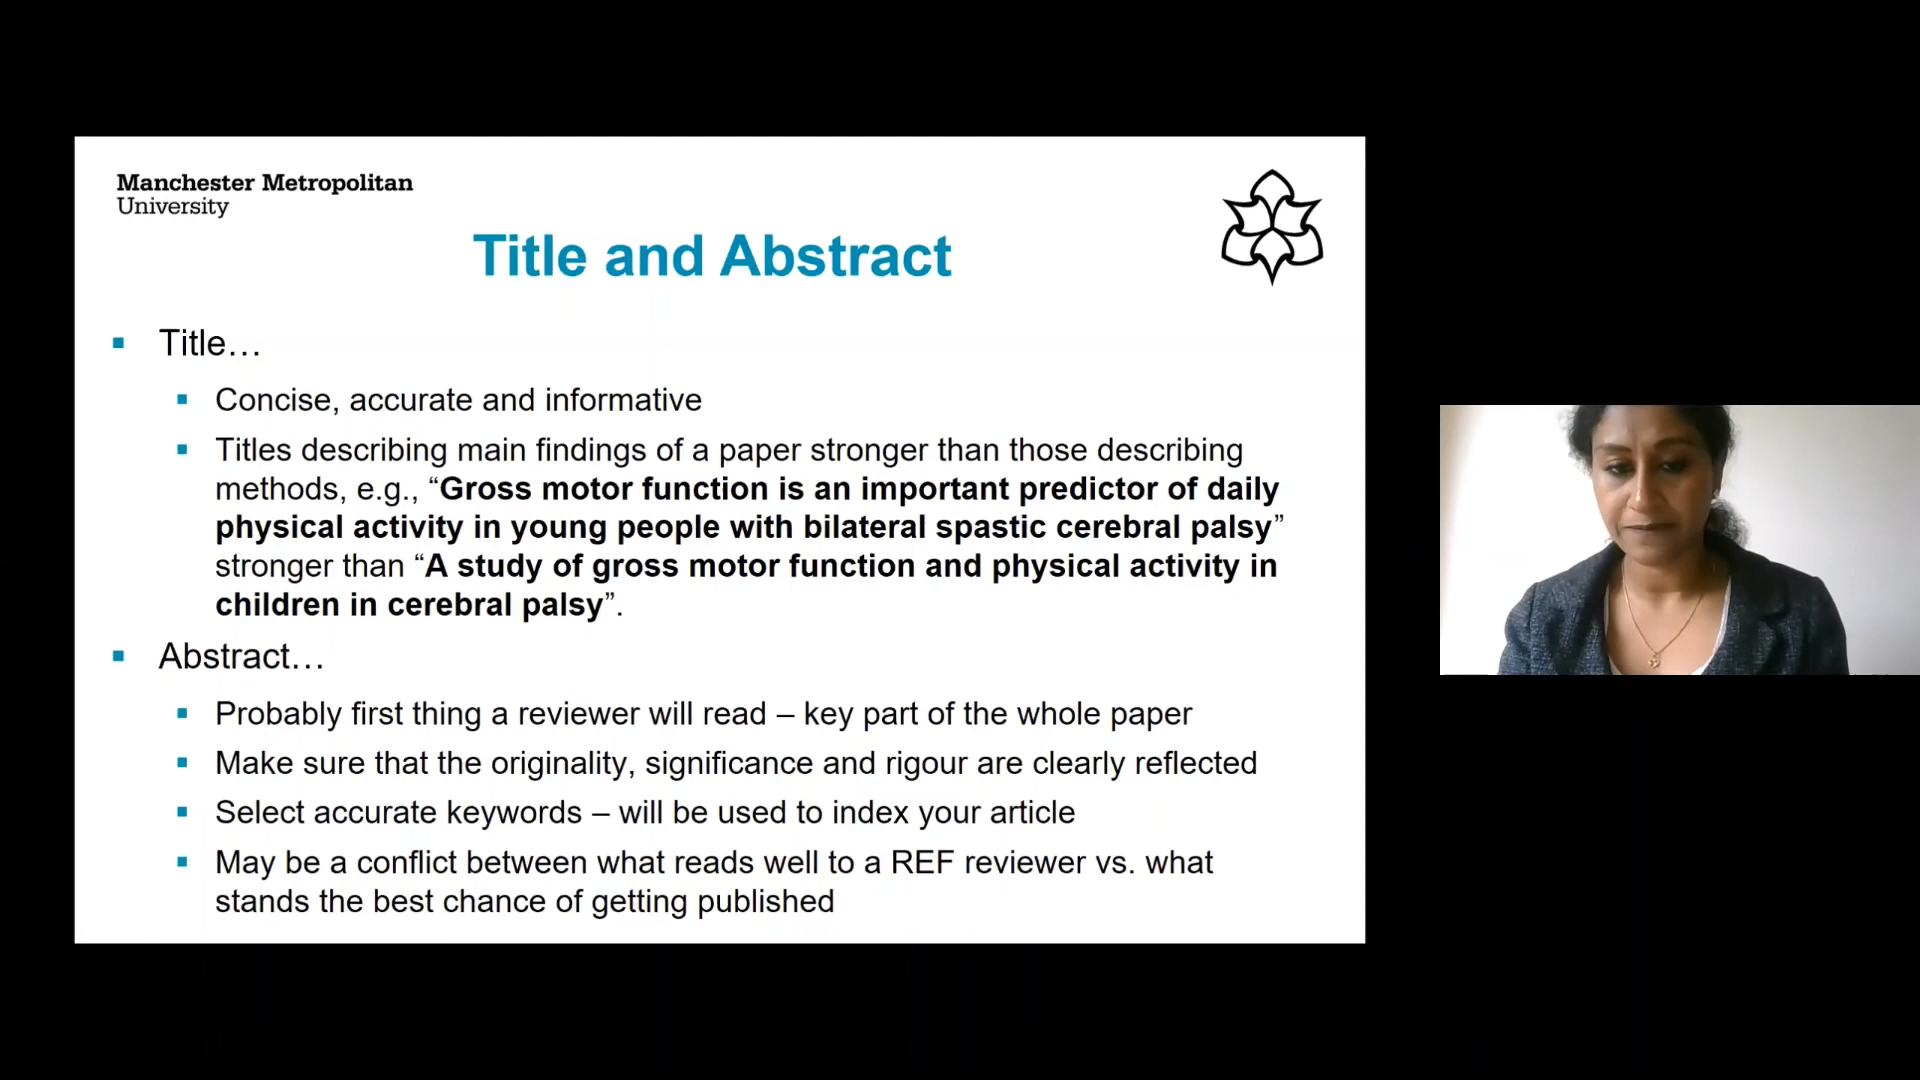 Manchester Metropolitan
University
Title and Abstract
Title…
Concise, accurate and informative
Titles describing main findings of a paper stronger than those describing
methods, e.g., “Gross motor function is an important predictor of daily
physical activity in young people with bilateral spastic cerebral palsy”
stronger than “A study of gross motor function and physical activity in
children in cerebral palsy”.
Abstract…
Probably first thing a reviewer will read – key part of the whole paper
Make sure that the originality, significance and rigour are clearly reflected
Select accurate keywords – will be used to index your article
May be a conflict between what reads well to a REF reviewer vs. what
stands the best chance of getting published